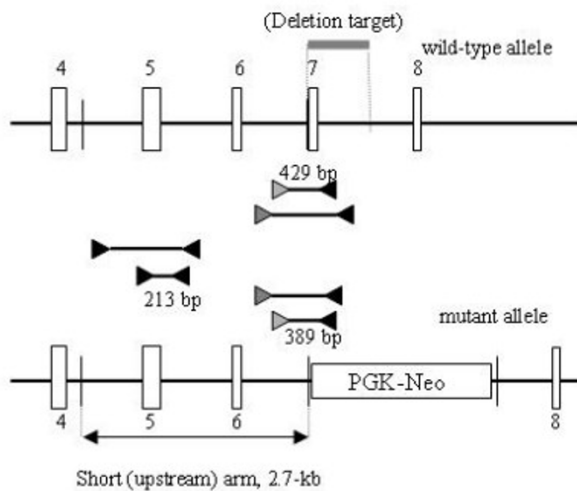 (Deletion target)
wild-type allele
4 5 6 7 8
429 bp
213 bp
389 bp
mutant allele
PGK-Neo
4 5 6 8
Short (upstream) arm, 2.7-kb